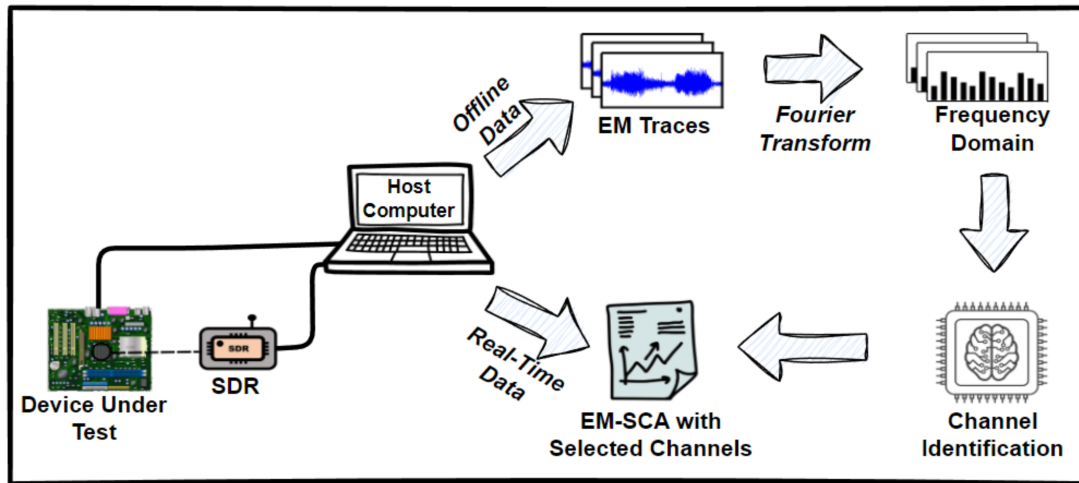 Offline
Data
EM Traces
Fourier
Transform
Frequency
Domain
Host
Computer
SDR
SDR
Device Under
Test
Real-Time
Data
EM-SCA with
Selected Channels
Channel
Identification